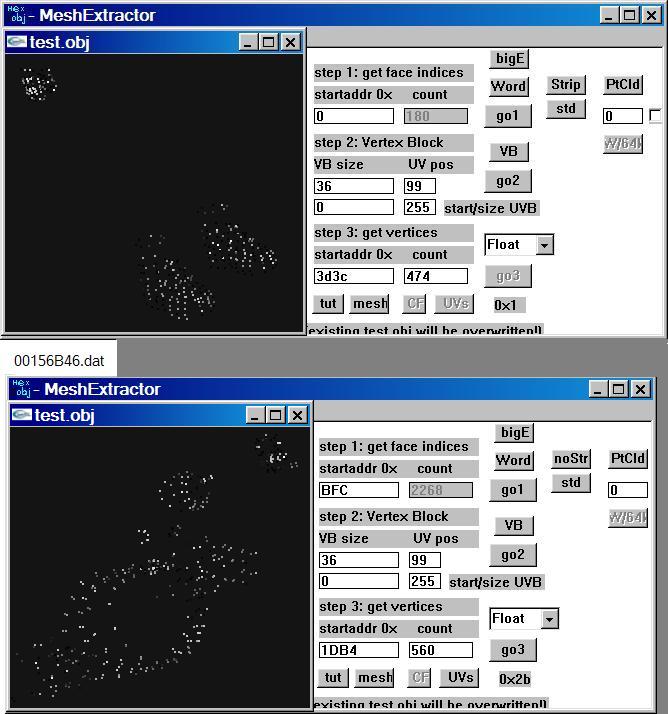 Hex obj - MeshExtractor
test.obj
bigE
step 1: get face indices
startaddr 0x count
Word Strip PtCld
std
0 180 go1 0
step 2: Vertex Block
VB size UV pos
VB
36 99 go2
0 255 start/size UVB
step 3: get vertices
startaddr 0x count
Float
3d3c 474 go3
tut mesh CF UVs 0x1
existing test obj will be overwritten!)
00156B46.dat
Hex obj - MeshExtractor
test.obj
bigE
step 1: get face indices
startaddr 0x count
Word noStr PtCld
std
BFC 2268 go1 0
step 2: Vertex Block
VB size UV pos
VB
36 99 go2
0 255 start/size UVB
step 3: get vertices
startaddr 0x count
Float
1DB4 560 go3
tut mesh CF UVs 0x2b
existing test obj will be overwritten!)